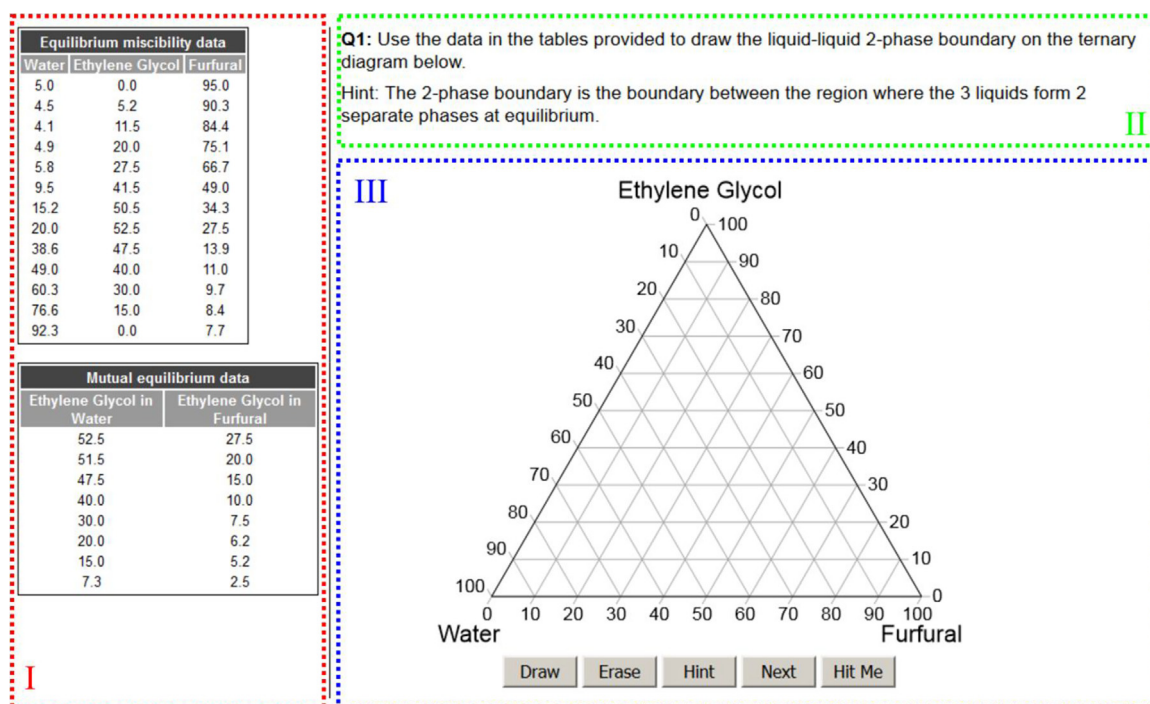 Equilibrium miscibility data
Water Ethylene Glycol Furfural
5.0 0.0 95.0
4.5 5.2 90.3
4.1 11.5 84.4
4.9 20.0 75.1
5.8 27.5 66.7
9.5 41.5 49.0
15.2 50.5 34.3
20.0 52.5 27.5
38.6 47.5 13.9
49.0 40.0 11.0
60.3 30.0 9.7
76.6 15.0 8.4
92.3 0.0 7.7
Mutual equilibrium data
Ethylene Glycol in Ethylene Glycol in
Water Furfural
52.5 27.5
51.5 20.0
47.5 15.0
40.0 10.0
30.0 7.5
20.0 6.2
15.0 5.2
7.3 2.5
I
Q1: Use the data in the tables provided to draw the liquid-liquid 2-phase boundary on the ternary
diagram below.
Hint: The 2-phase boundary is the boundary between the region where the 3 liquids form 2
separate phases at equilibrium.
II
III
Ethylene Glycol
0 100
10 90
20 80
30 70
40 60
50 50
60 40
70 30
80 20
90 10
100 0
0 10 20 30 40 50 60 70 80 90 100
Water Furfural
Draw Erase Hint Next Hit Me